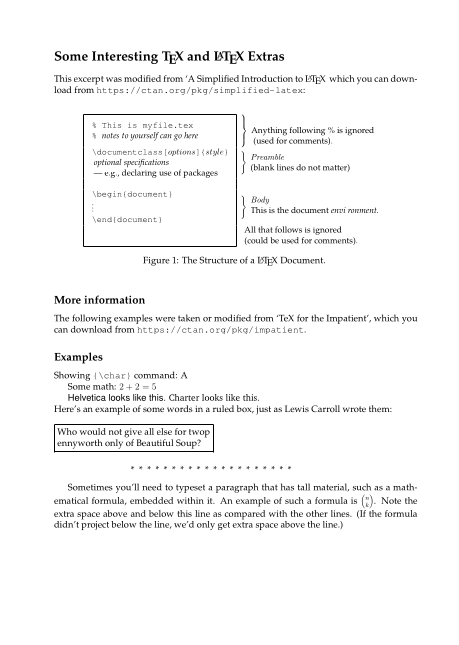 Some Interesting TEX and LATEX Extras
This excerpt was modified from ‘A Simplified Introduction to LATEX which you can down-
load from https://ctan.org/pkg/simplified-latex:
% This is myfile.tex
% notes to yourself can go here
Anything following % is ignored
(used for comments).
\documentclass[options]{style}
optional specifications
— e.g., declaring use of packages
Preamble
(blank lines do not matter)
\begin{document}
⋮
\end{document}
Body
This is the document envi ronment.
All that follows is ignored
(could be used for comments).
Figure 1: The Structure of a LATEX Document.
More information
The following examples were taken or modified from ‘TeX for the Impatient’, which you
can download from https://ctan.org/pkg/impatient.
Examples
Showing {\char} command: A
Some math: 2 + 2 = 5
Helvetica looks like this. Charter looks like this.
Here’s an example of some words in a ruled box, just as Lewis Carroll wrote them:
Who would not give all else for twop
ennyworth only of Beautiful Soup?
* * * * * * * * * * * * * * * * * * * *
Sometimes you’ll need to typeset a paragraph that has tall material, such as a math-
ematical formula, embedded within it. An example of such a formula is (n k). Note the
extra space above and below this line as compared with the other lines. (If the formula
didn’t project below the line, we’d only get extra space above the line.)